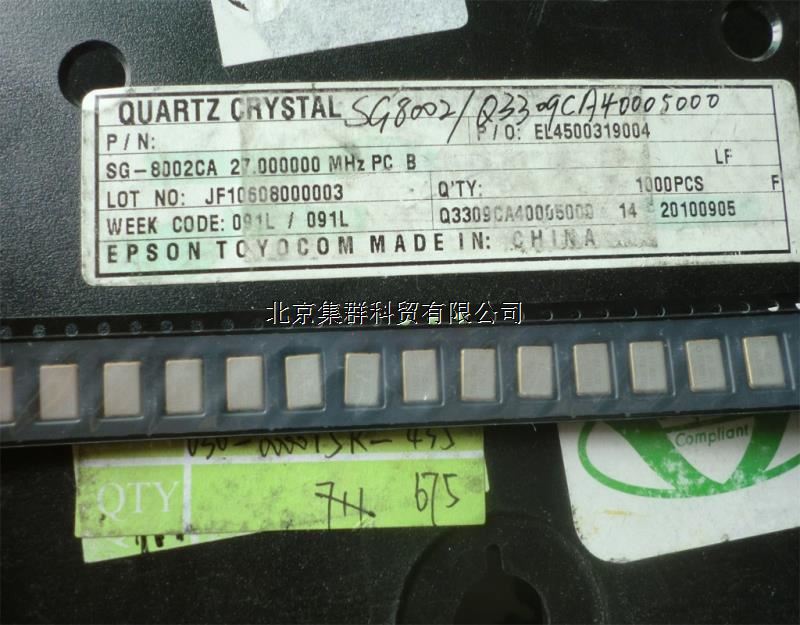 QUARTZ CRYSTAL SG8002/Q3309CA40005000
P/N: P/O: EL4500319004
SG-8002CA 27.000000 MHz PC B LF
LOT NO: JF10608000003 Q'TY: 1000PCS F
WEEK CODE: 091L / 091L Q3309CA40005000 14 20100905
EPSON TOYOCOM MADE IN: CHINA
北京集群科贸有限公司
Compliant
QTY 675